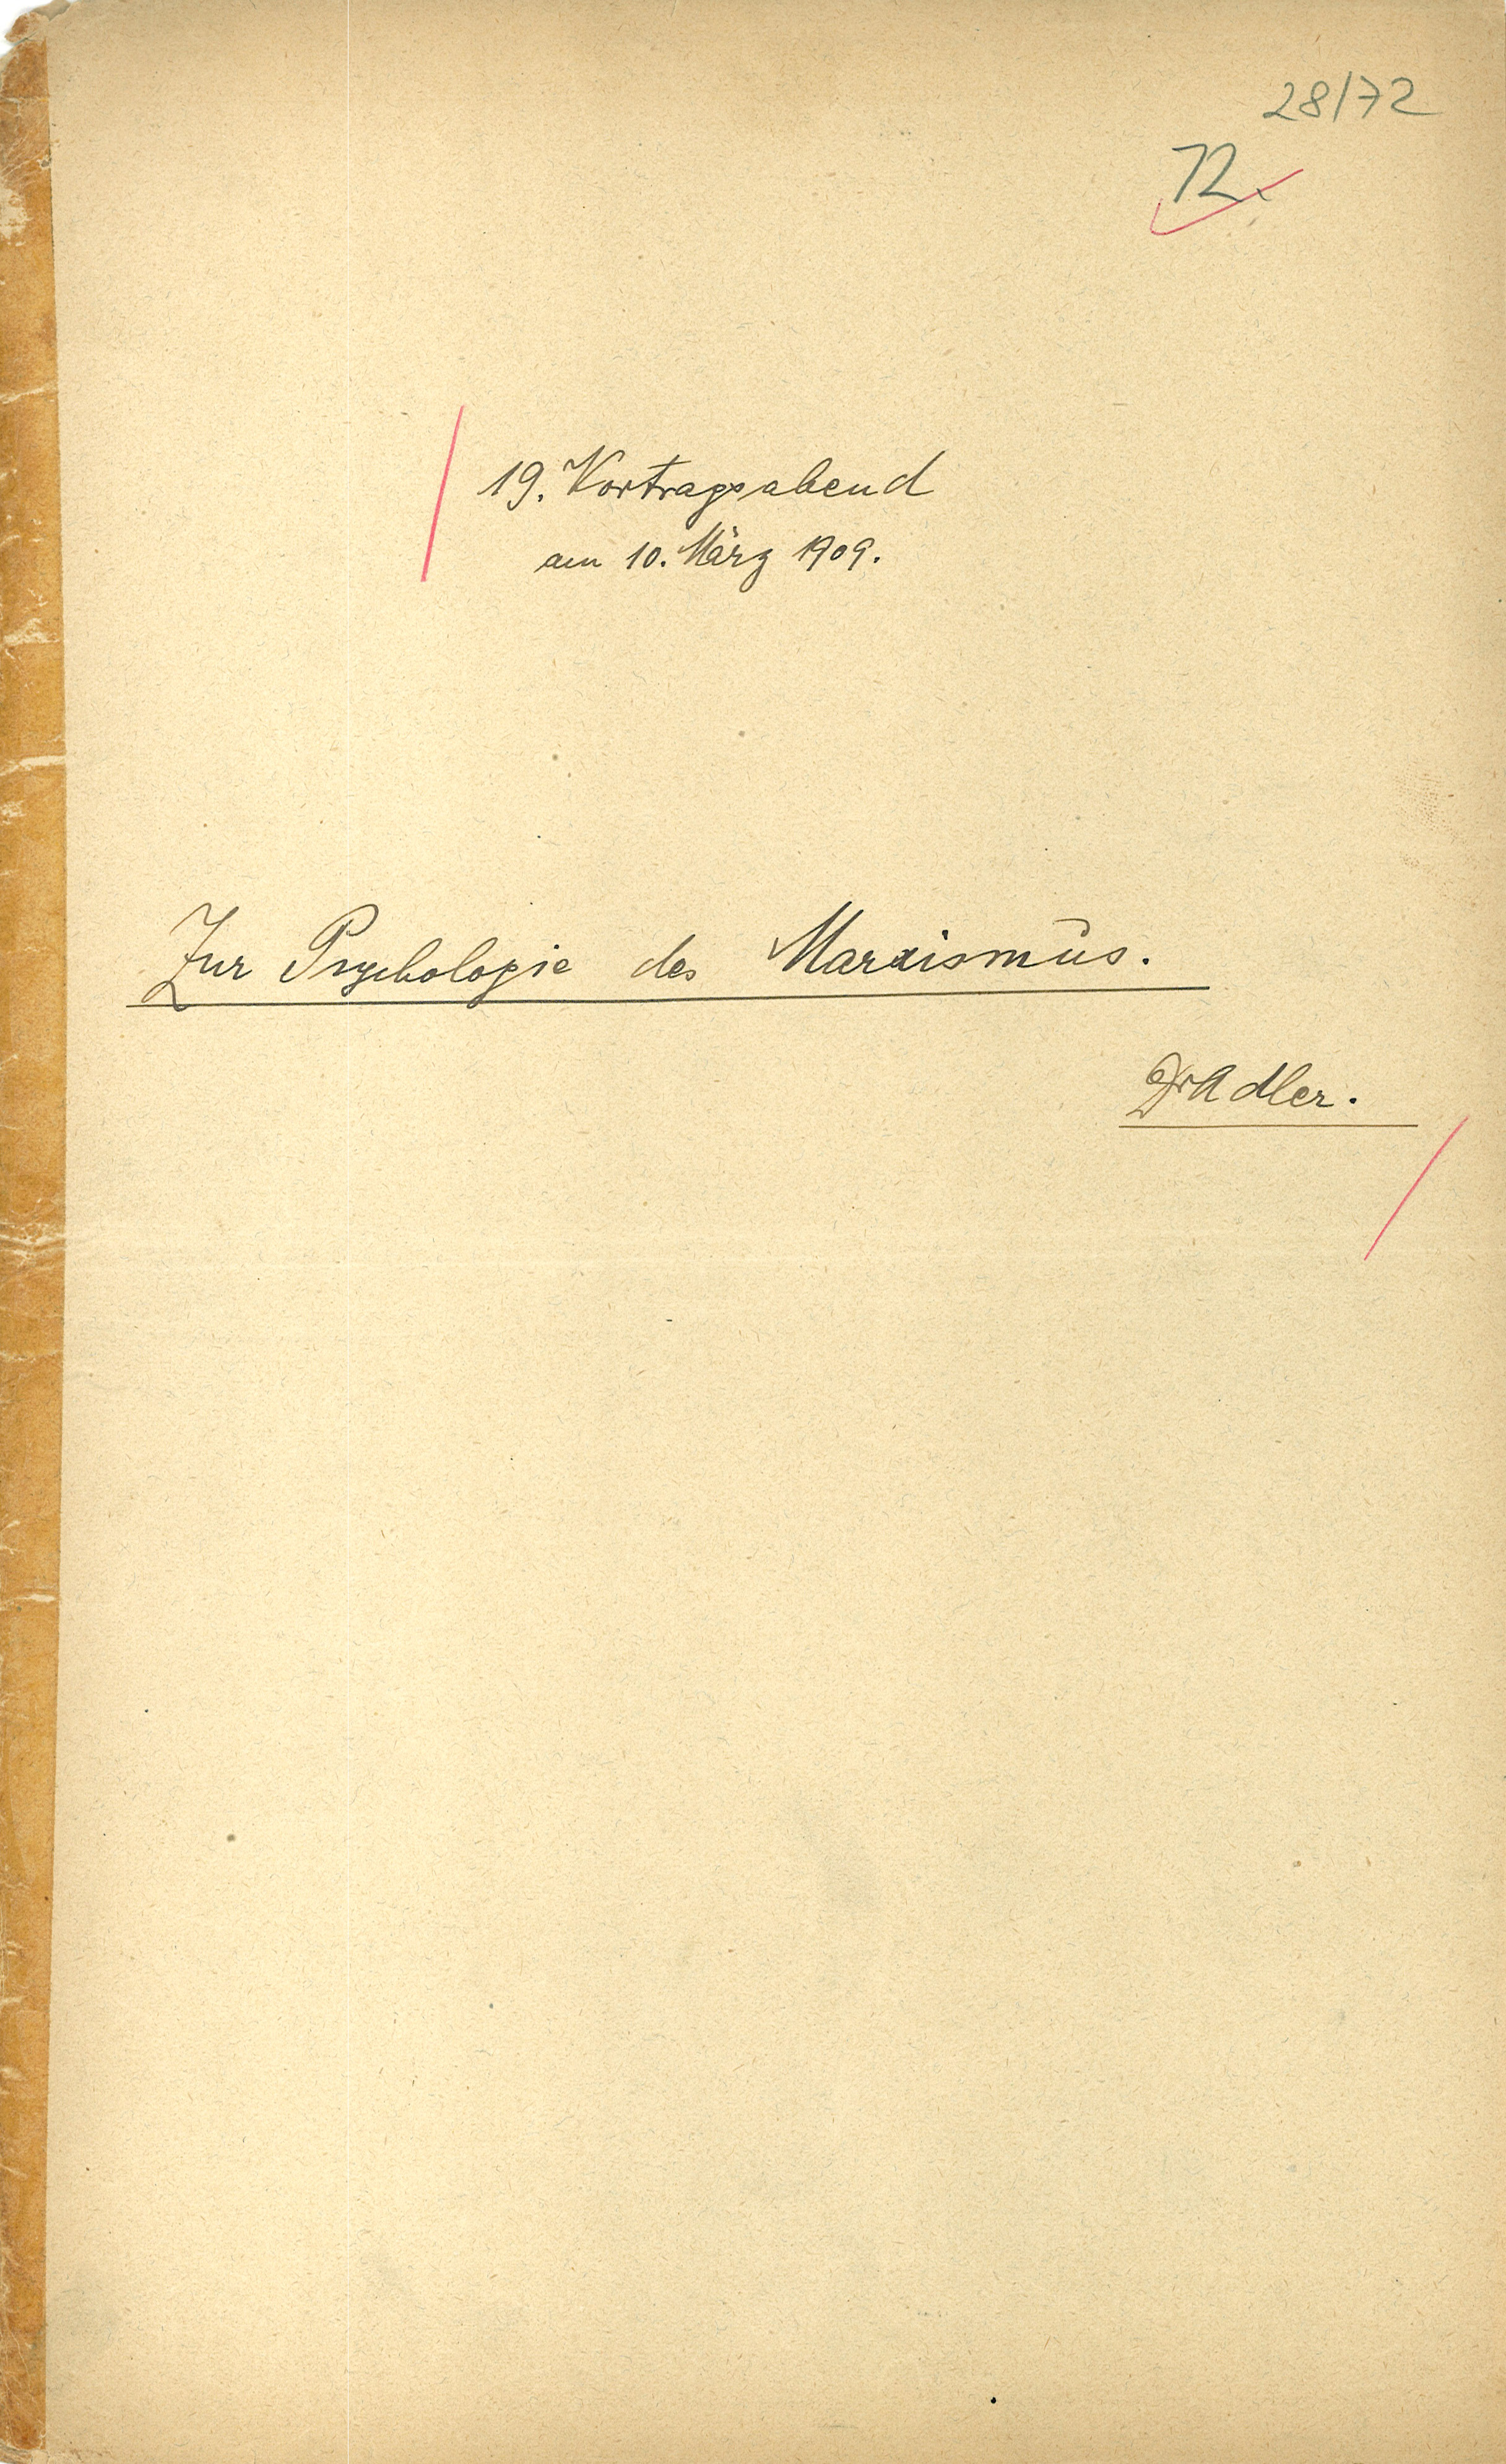 28/72
72.
19. Vortragsabend
am 10. März 1909.
Zur Psychologie des Marxismus.
Dr Adler.